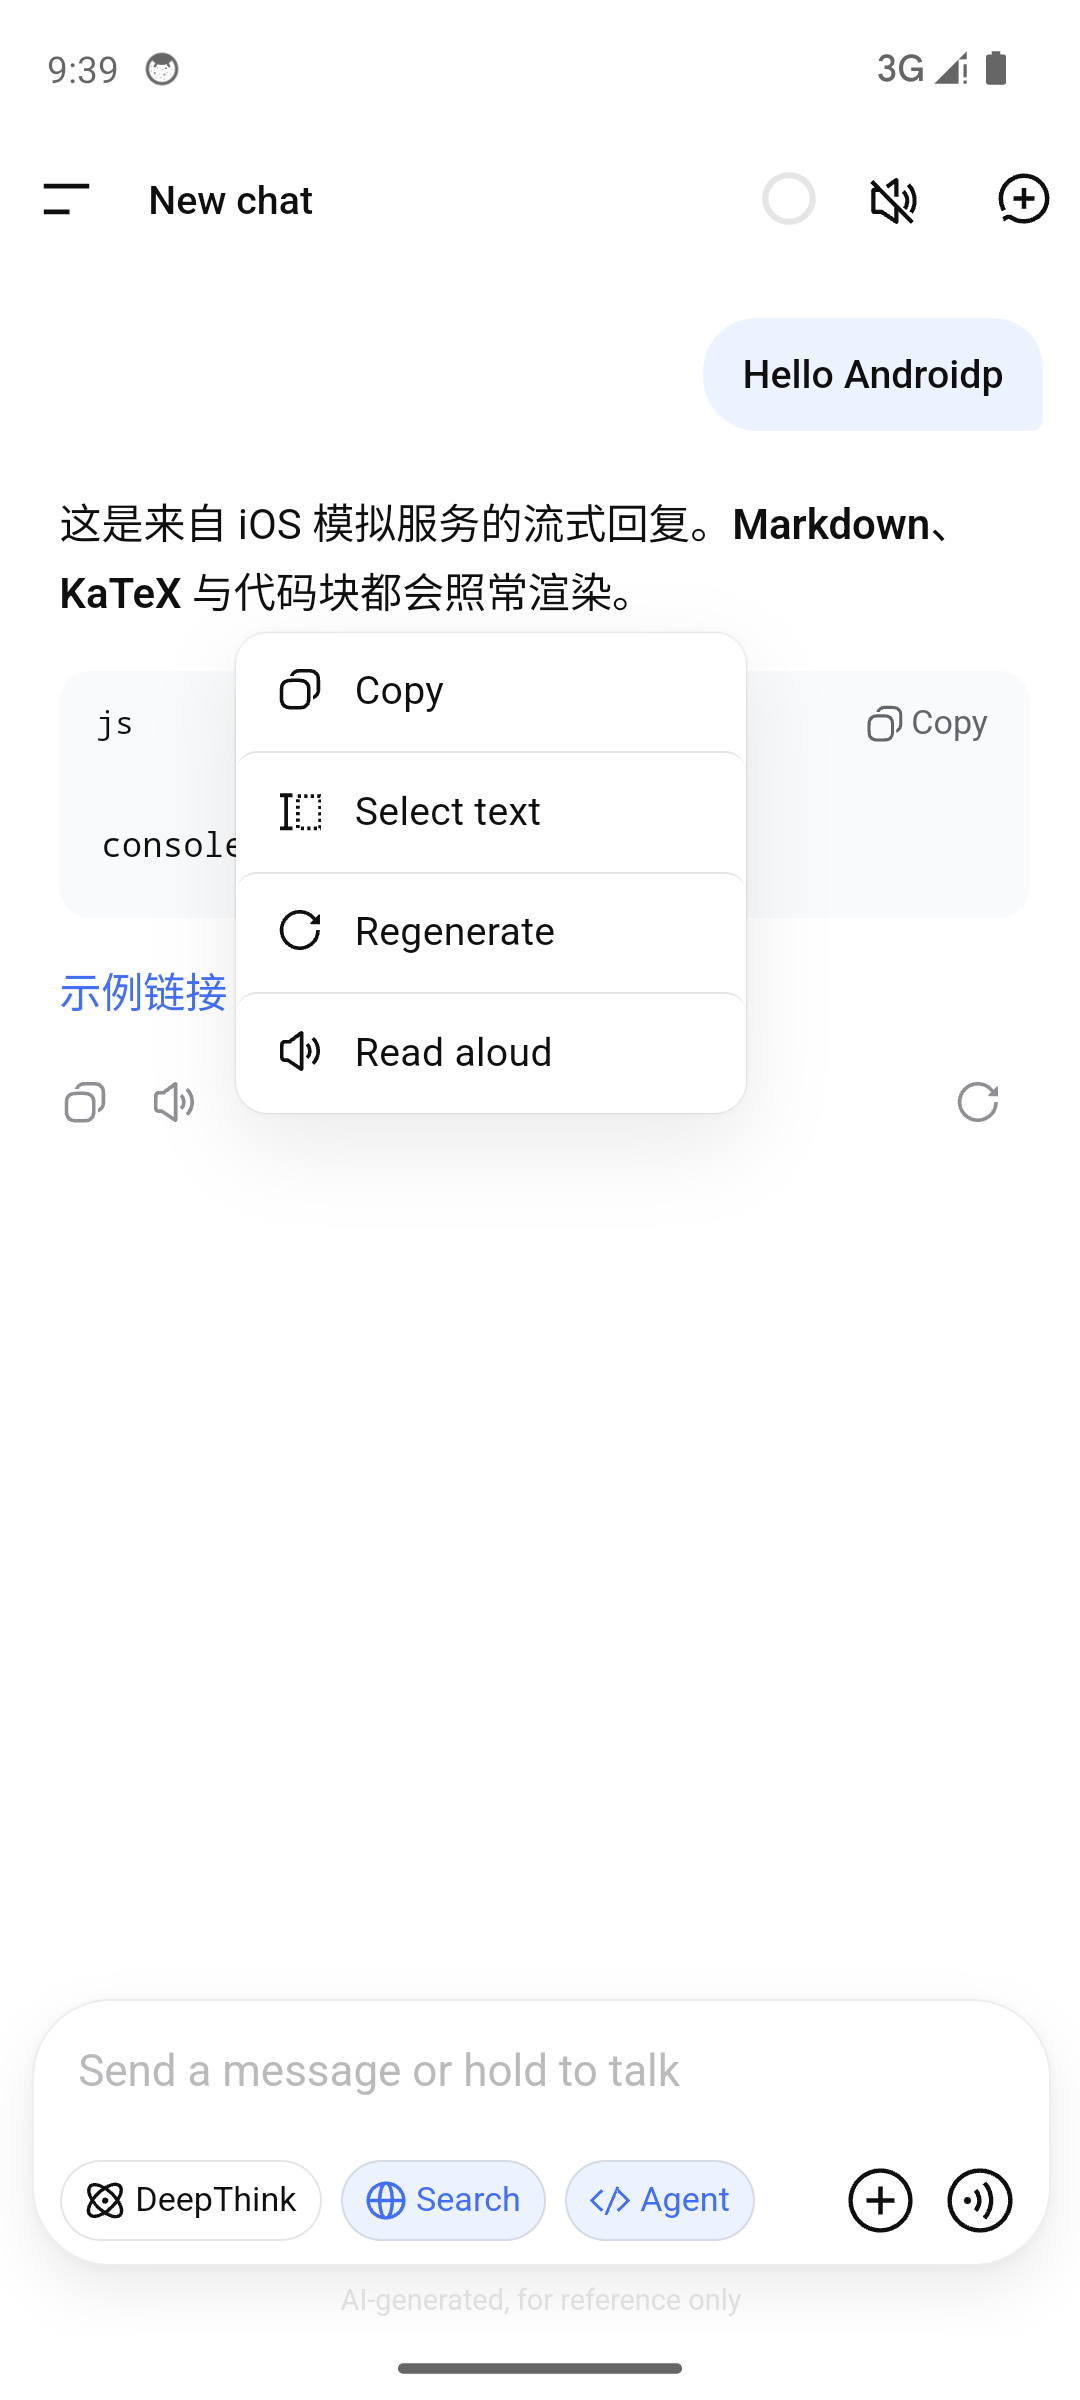 9:39
3G
New chat
Hello Androidp
这是来自 iOS 模拟服务的流式回复。Markdown、
KaTeX 与代码块都会照常渲染。
js
Copy
console
示例链接
Copy
Select text
Regenerate
Read aloud
Send a message or hold to talk
DeepThink
Search
Agent
AI-generated, for reference only